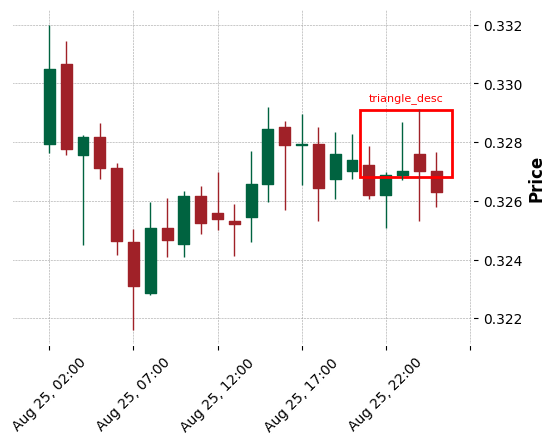 0.332
0.330
triangle_desc
0.328
0.326
0.324
0.322
Price
Aug 25, 02:00
Aug 25, 07:00
Aug 25, 12:00
Aug 25, 17:00
Aug 25, 22:00